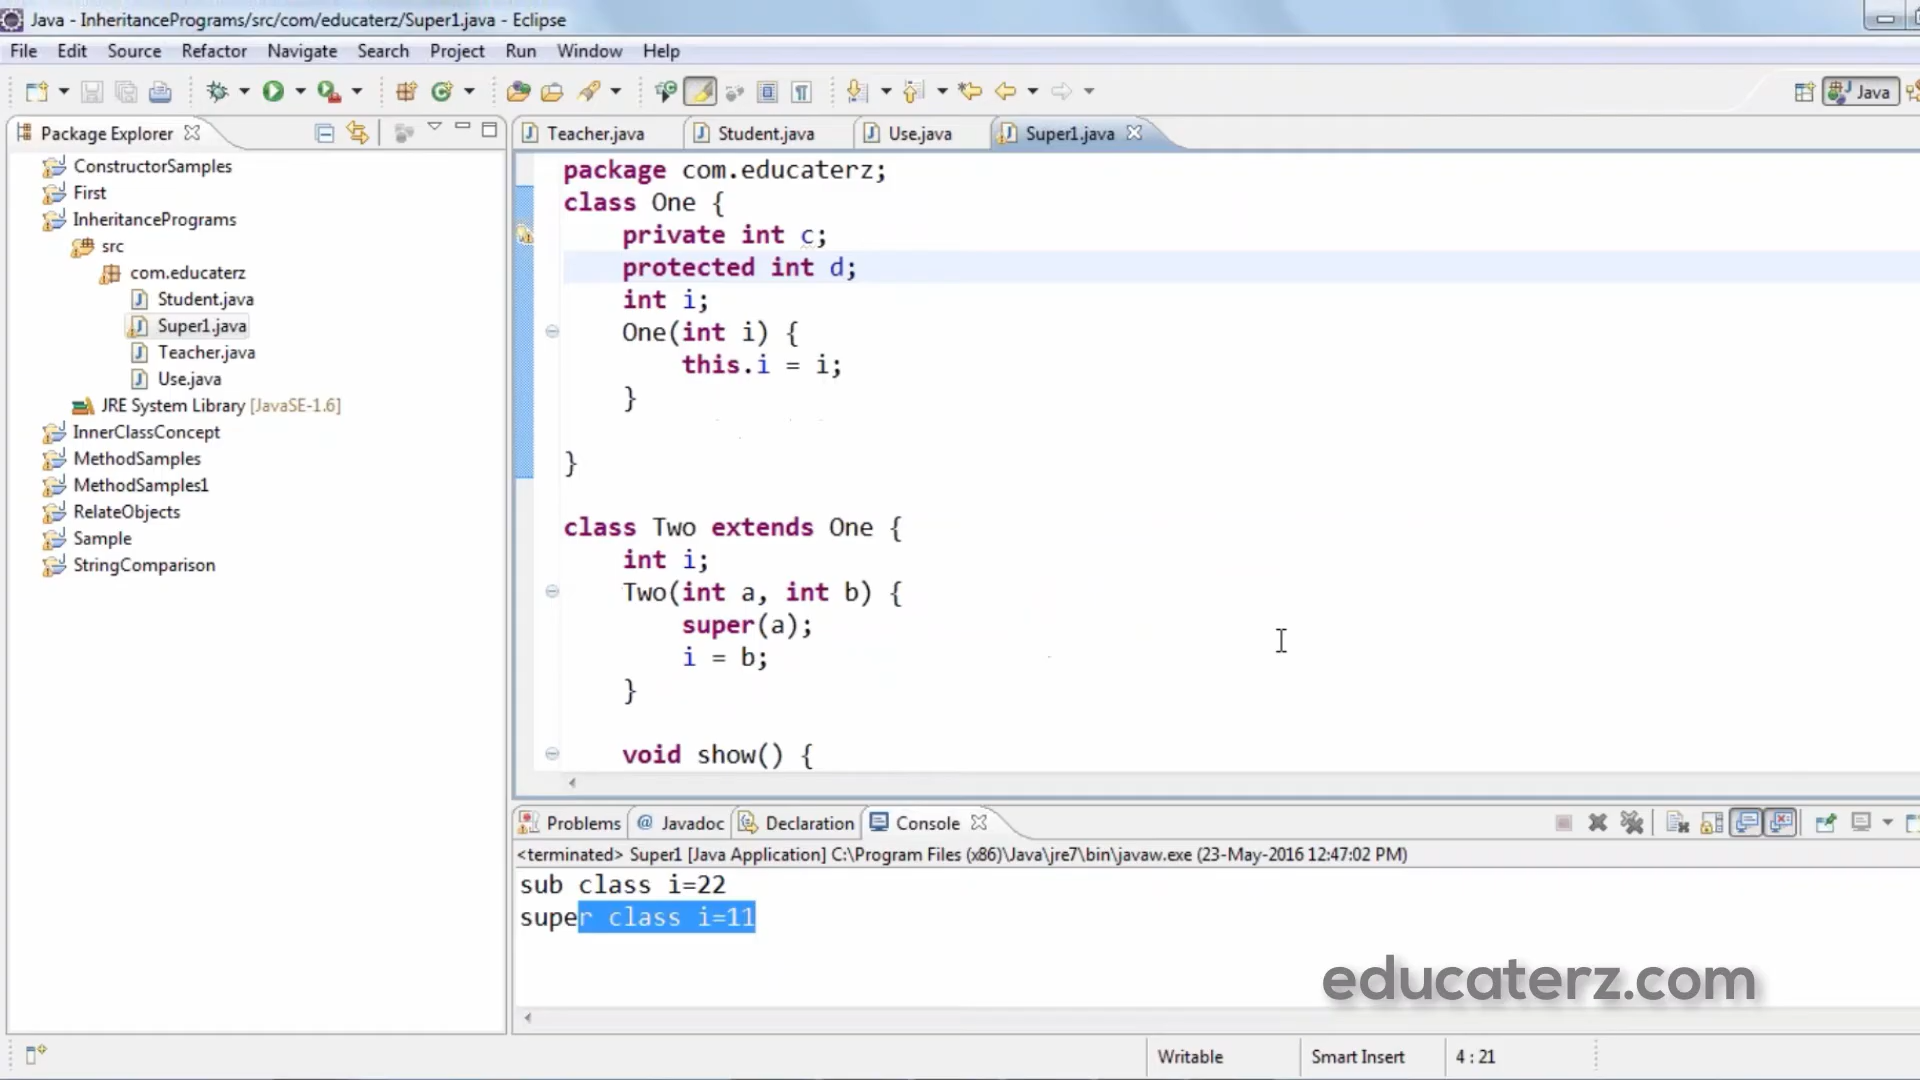 Java - InheritancePrograms/src/com/educaterz/Super1.java - Eclipse
File Edit Source Refactor Navigate Search Project Run Window Help
Java
Package Explorer
ConstructorSamples
First
InheritancePrograms
src
com.educaterz
Student.java
Super1.java
Teacher.java
Use.java
JRE System Library [JavaSE-1.6]
InnerClassConcept
MethodSamples
MethodSamples1
RelateObjects
Sample
StringComparison
Teacher.java Student.java Use.java Super1.java
package com.educaterz;
class One {
private int c;
protected int d;
int i;
One(int i) {
this.i = i;
}
}
class Two extends One {
int i;
Two(int a, int b) {
super(a);
i = b;
}
void show() {
Problems @ Javadoc Declaration Console
<terminated> Super1 [Java Application] C:\Program Files (x86)\Java\jre7\bin\javaw.exe (23-May-2016 12:47:02 PM)
sub class i=22
super class i=11
educaterz.com
Writable Smart Insert 4 : 21